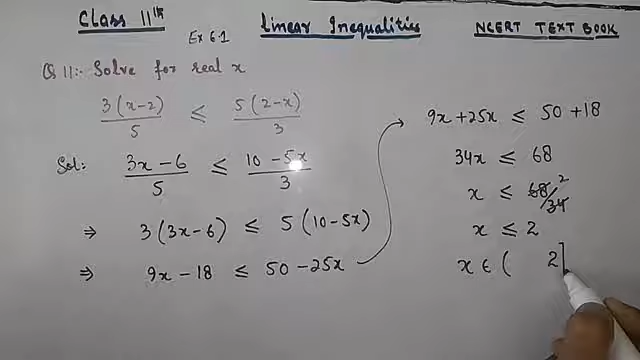 Class 11th Linear Inequalities NCERT TEXT BOOK
Ex 6.1
Q 11:- Solve for real x
3(x-2)/5 ≤ 5(2-x)/3
Sol: (3x-6)/5 ≤ (10-5x)/3
⇒ 3(3x-6) ≤ 5(10-5x)
⇒ 9x-18 ≤ 50-25x
9x+25x ≤ 50+18
34x ≤ 68
x ≤ 68/34 2
x ≤ 2
x ∈ ( 2]